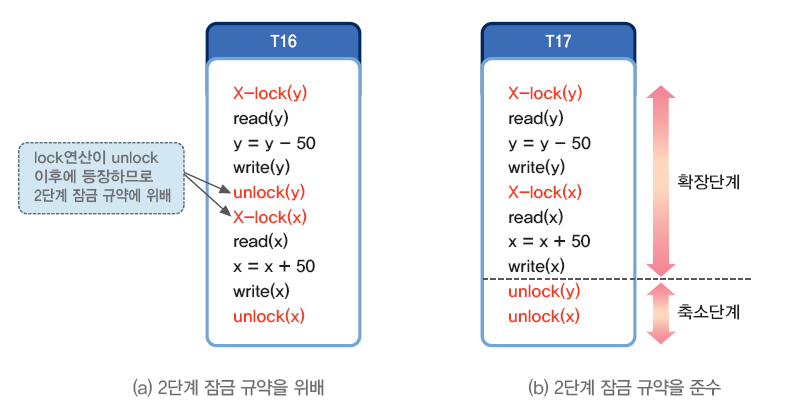 T16
X-lock(y)
read(y)
y = y - 50
write(y)
unlock(y)
X-lock(x)
read(x)
x = x + 50
write(x)
unlock(x)
lock연산이 unlock
이후에 등장하므로
2단계 잠금 규약에 위배
(a) 2단계 잠금 규약을 위배
T17
X-lock(y)
read(y)
y = y - 50
write(y)
X-lock(x)
read(x)
x = x + 50
write(x)
unlock(y)
unlock(x)
확장단계
축소단계
(b) 2단계 잠금 규약을 준수